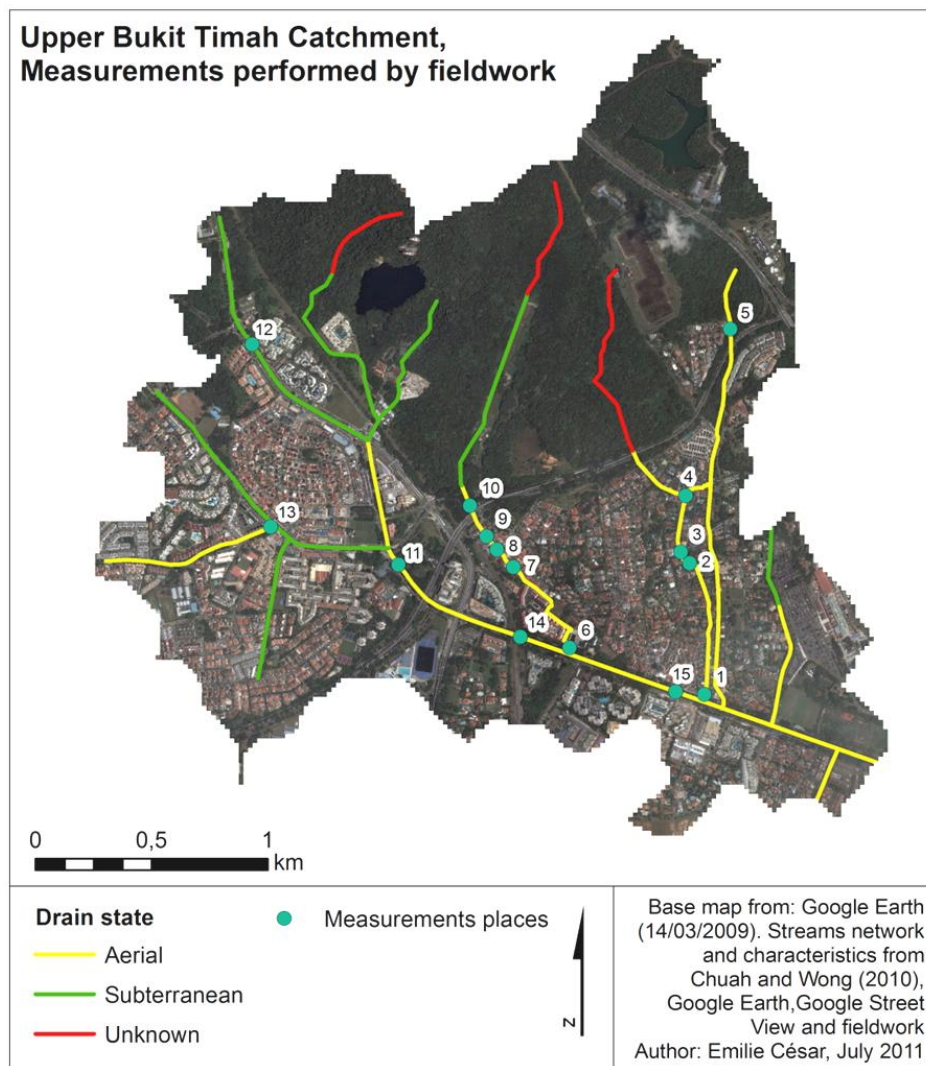 Upper Bukit Timah Catchment,
Measurements performed by fieldwork
5
12
4
10
13
9
3
8
11
7
2
14
6
15
1
0 0,5 1
km
Drain state
Aerial
Subterranean
Unknown
Measurements places
z
Base map from: Google Earth
(14/03/2009). Streams network
and characteristics from
Chuah and Wong (2010),
Google Earth,Google Street
View and fieldwork
Author: Emilie César, July 2011